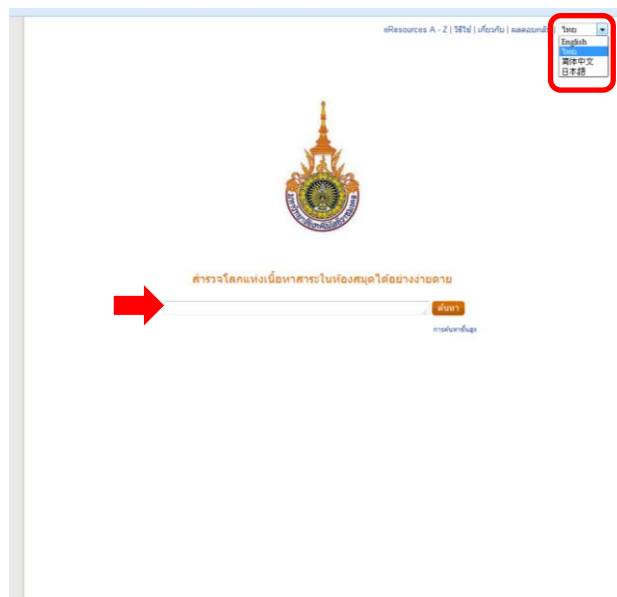 eResources A - Z | วิธีใช้ | เกี่ยวกับ | ผลตอบกลับ | ไทย
English
ไทย
简体中文
日本語
สำรวจโลกแห่งเนื้อหาสาระในห้องสมุดได้อย่างง่ายดาย
ค้นหา
การค้นหาขั้นสูง